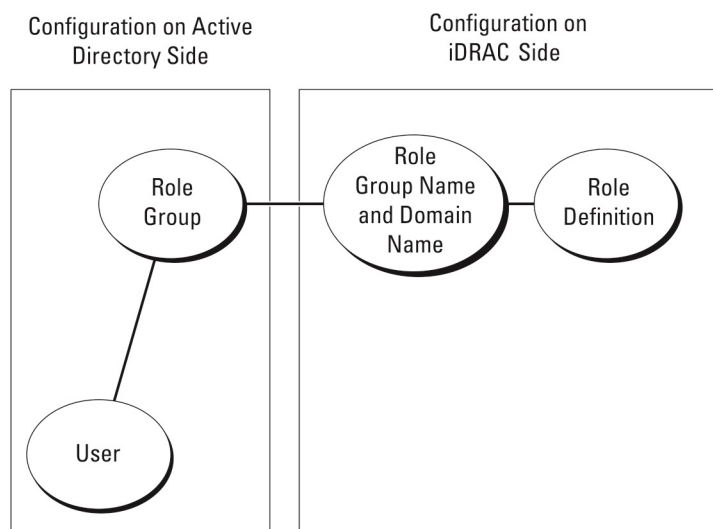 Configuration on Active
Directory Side
Configuration on
iDRAC Side
Role
Group
Role
Group Name
and Domain
Name
Role
Definition
User